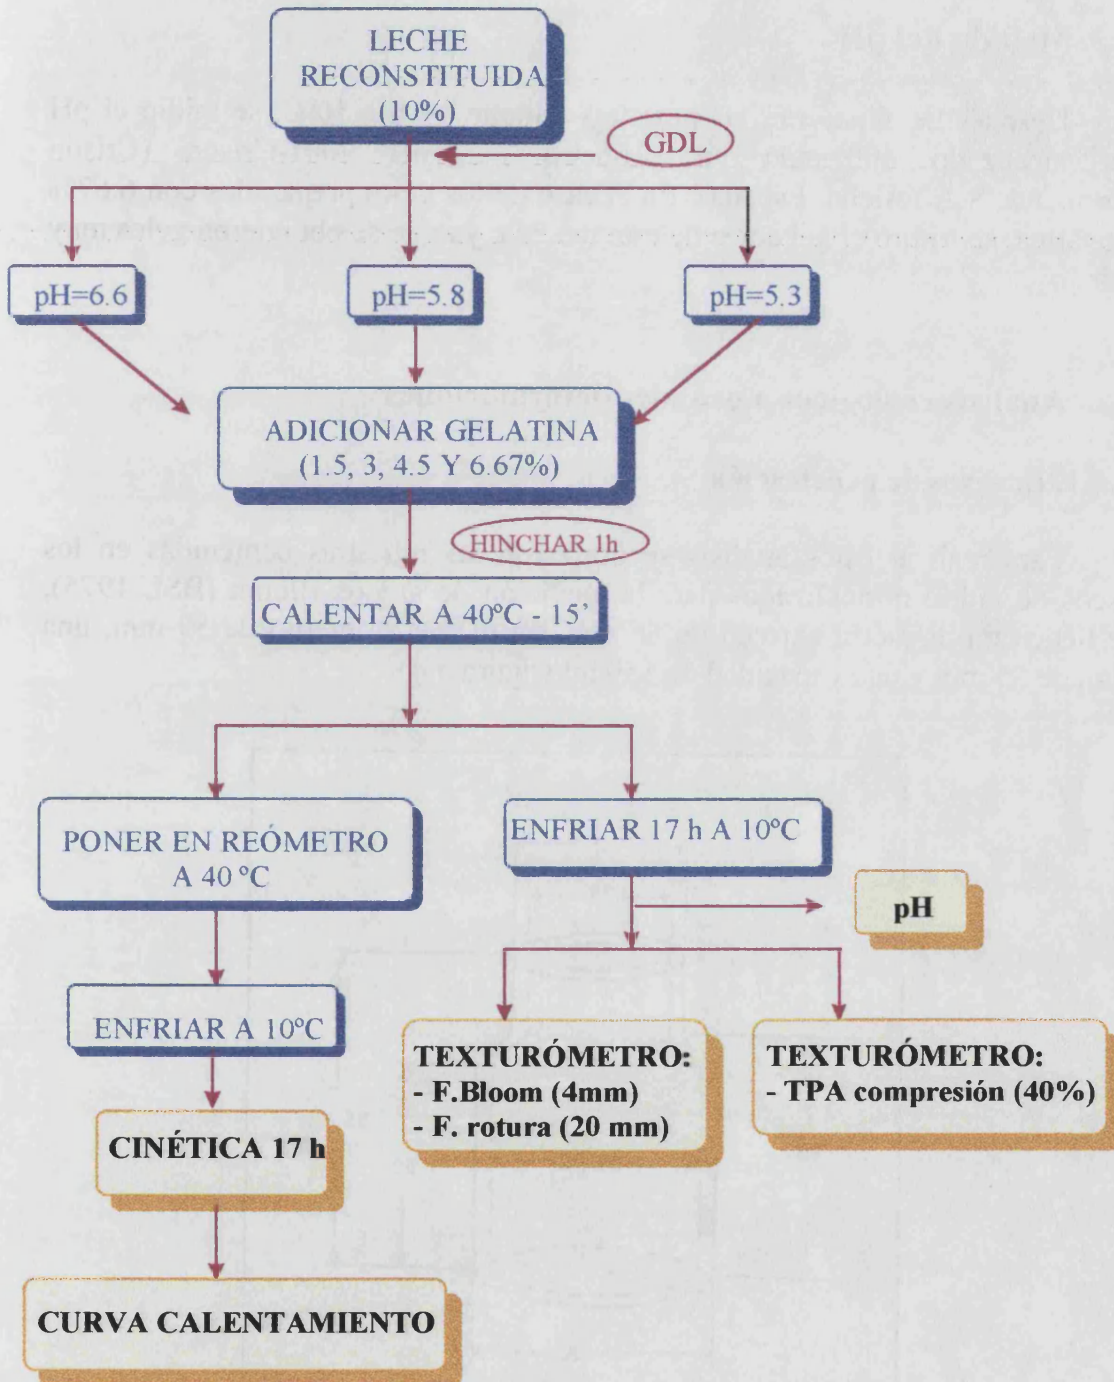 LECHE
RECONSTITUIDA
(10%)
GDL
pH=6.6
pH=5.8
pH=5.3
ADICIONAR GELATINA
(1.5, 3, 4.5 Y 6.67%)
HINCHAR 1h
CALENTAR A 40ºC - 15’
PONER EN REÓMETRO
A 40 ºC
ENFRIAR 17 h A 10ºC
pH
ENFRIAR A 10ºC
TEXTURÓMETRO:
- F.Bloom (4mm)
- F. rotura (20 mm)
TEXTURÓMETRO:
- TPA compresión (40%)
CINÉTICA 17 h
CURVA CALENTAMIENTO